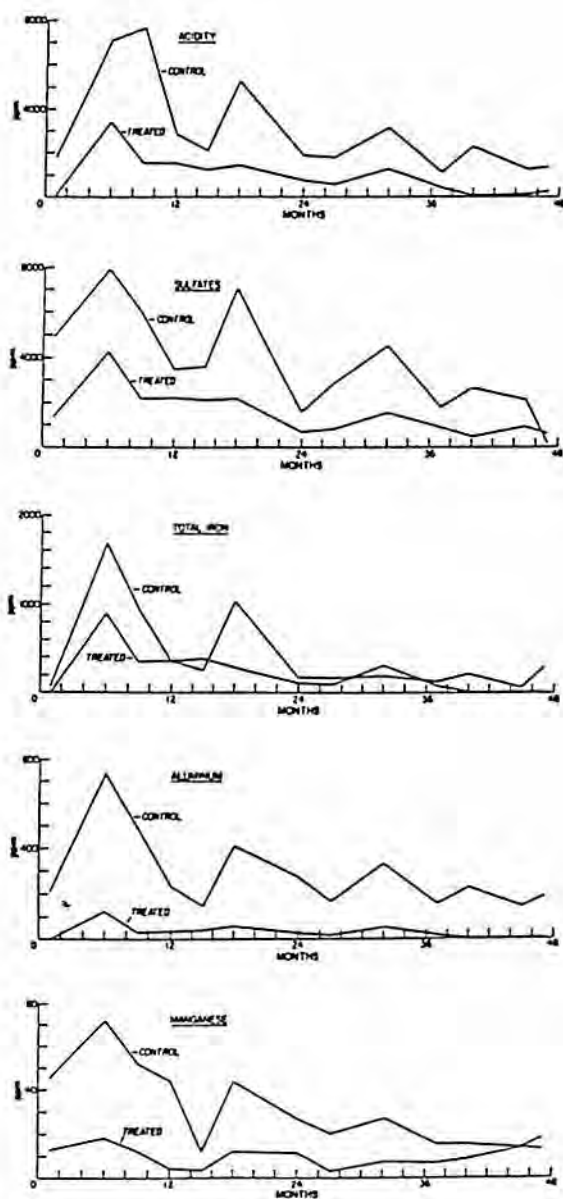 8000
ACIDITY
CONTROL
ppm
4000
TREATED
0 12 24 36 48
MONTHS
8000
SULFATES
CONTROL
ppm
4000
TREATED
0 12 24 36 48
MONTHS
2000
TOTAL IRON
CONTROL
ppm
1000
TREATED
0 12 24 36 48
MONTHS
800
ALUMINUM
CONTROL
ppm
400
TREATED
0 12 24 36 48
MONTHS
80
MANGANESE
CONTROL
ppm
40
TREATED
0 12 24 36 48
MONTHS